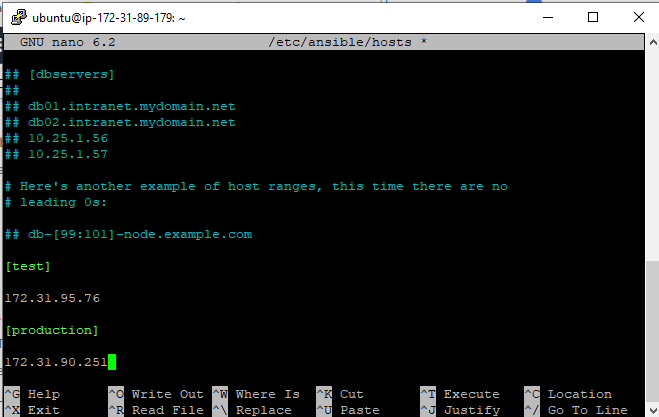 ubuntu@ip-172-31-89-179: ~
GNU nano 6.2 /etc/ansible/hosts *
## [dbservers]
##
## db01.intranet.mydomain.net
## db02.intranet.mydomain.net
## 10.25.1.56
## 10.25.1.57
# Here's another example of host ranges, this time there are no
# leading 0s:
## db-[99:101]-node.example.com
[test]
172.31.95.76
[production]
172.31.90.251
^G Help ^O Write Out ^W Where Is ^K Cut ^T Execute ^C Location
^X Exit ^R Read File ^\ Replace ^U Paste ^J Justify ^/ Go To Line